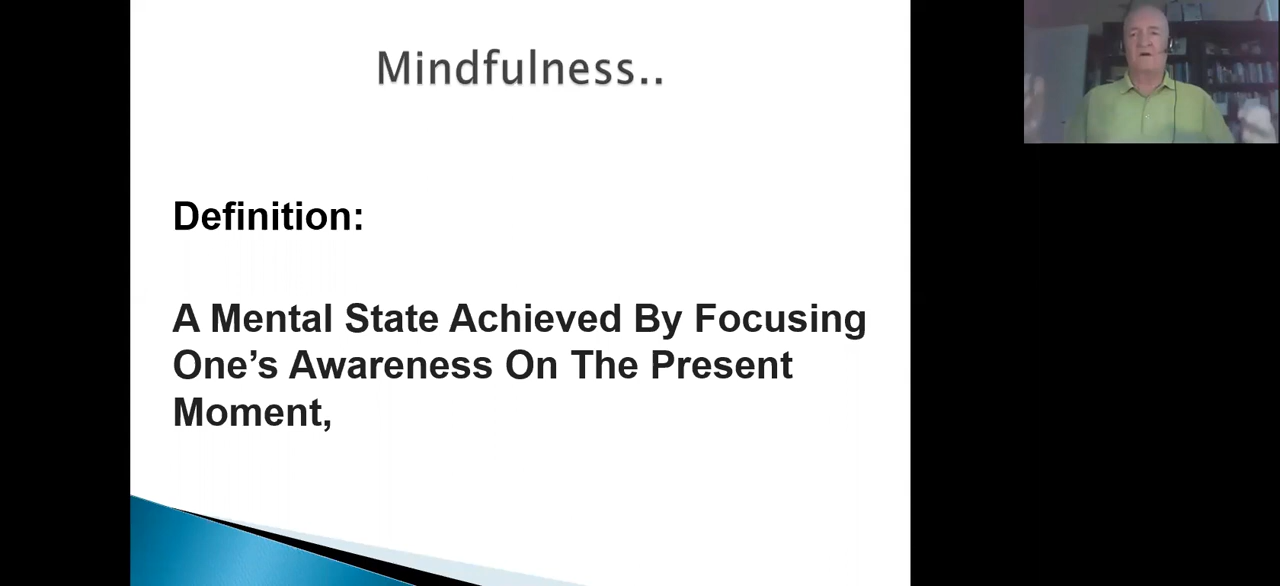 Mindfulness..
Definition:
A Mental State Achieved By Focusing
One’s Awareness On The Present
Moment,